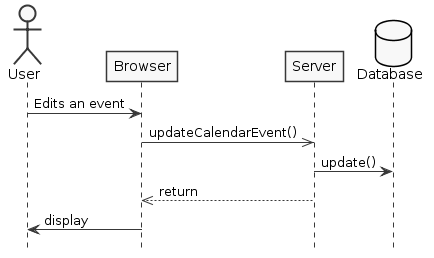 User
Browser
Server
Database
Edits an event
updateCalendarEvent()
update()
return
display